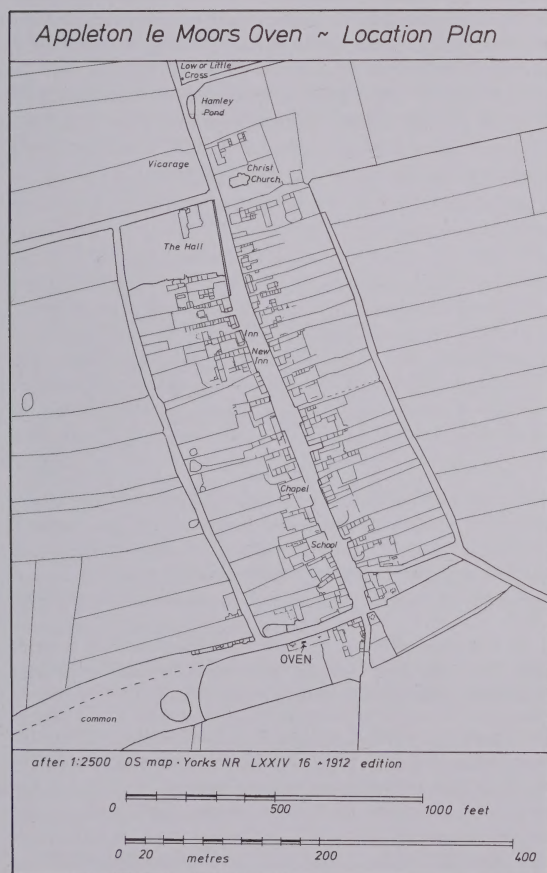 Appleton le Moors Oven ~ Location Plan
Low or Little
Cross
Hamley
Pond
Vicarage
Christ
Church
The Hall
Inn
New
Inn
Chapel
School
OVEN
common
after 1:2500 OS map · Yorks NR LXXIV 16 - 1912 edition
0 500 1000 feet
0 20 metres 200 400